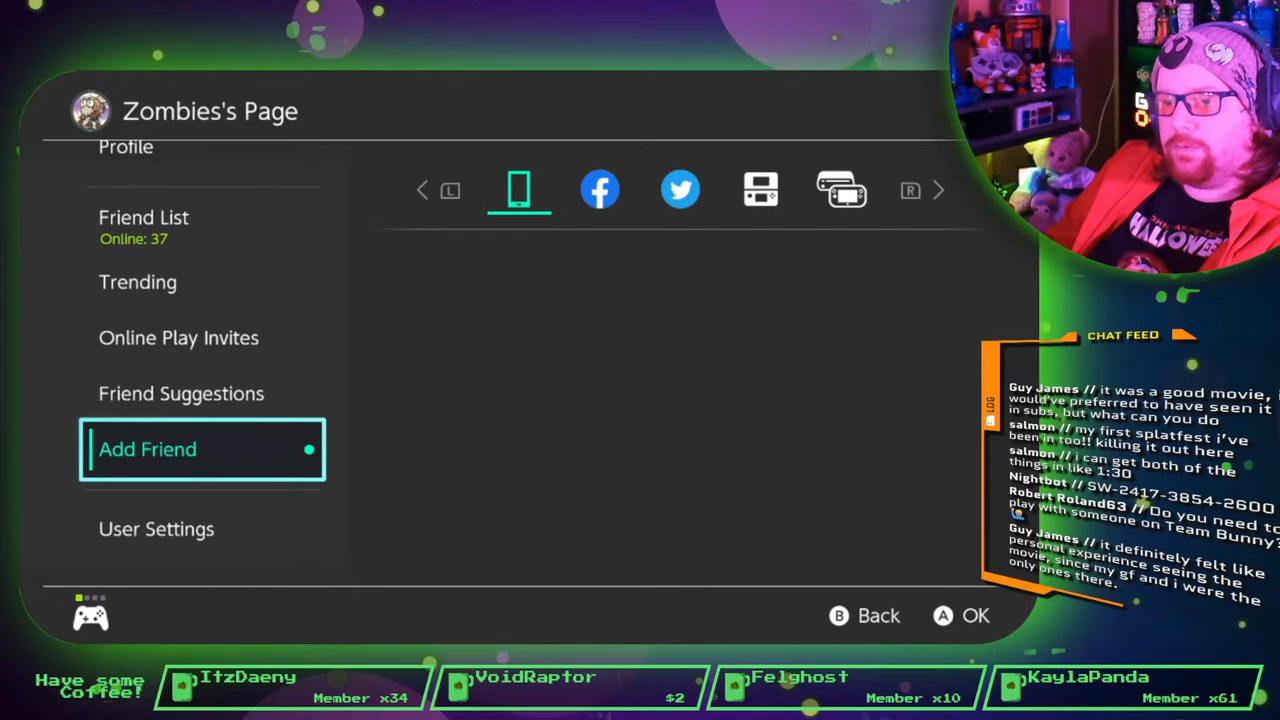 Zombies's Page
Profile
Friend List
Online: 37
Trending
Online Play Invites
Friend Suggestions
Add Friend
User Settings
L
R
B Back
A OK
HALLOWEEN
CHAT FEED
Guy James // it was a good movie, i
would've preferred to have seen it
in subs, but what can you do
salmon // my first splatfest i've
been in too!! killing it out here
salmon // i can get both of the
things in like 1:30
Nightbot // SW-2417-3854-2600
Robert Roland63 // Do you need to
play with someone on Team Bunny?
Guy James // it definitely felt like
personal experience seeing the
movie, since my gf and i were the
only ones there.
Have some
Coffee!
ItzDaeny
Member x34
VoidRaptor
$2
Felghost
Member x10
KaylaPanda
Member x61